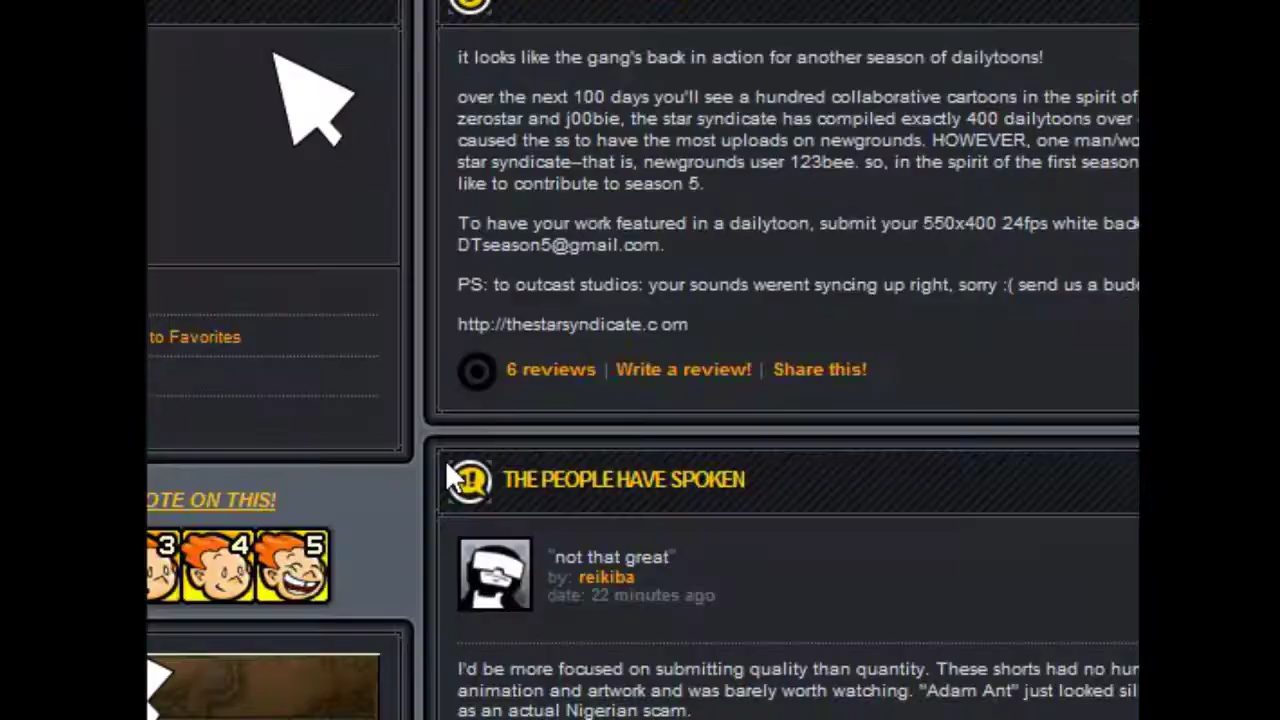 it looks like the gang's back in action for another season of dailytoons!
over the next 100 days you'll see a hundred collaborative cartoons in the spirit of
zerostar and j00bie, the star syndicate has compiled exactly 400 dailytoons over
caused the ss to have the most uploads on newgrounds. HOWEVER, one man/wo
star syndicate--that is, newgrounds user 123bee. so, in the spirit of the first season
like to contribute to season 5.
To have your work featured in a dailytoon, submit your 550x400 24fps white back
DTseason5@gmail.com.
PS: to outcast studios: your sounds werent syncing up right, sorry :( send us a budd
http://thestarsyndicate.c om
to Favorites
6 reviews | Write a review! | Share this!
THE PEOPLE HAVE SPOKEN
OTE ON THIS!
3 4 5
"not that great"
by: reikiba
date: 22 minutes ago
I'd be more focused on submitting quality than quantity. These shorts had no hum
animation and artwork and was barely worth watching. "Adam Ant" just looked sil
as an actual Nigerian scam.